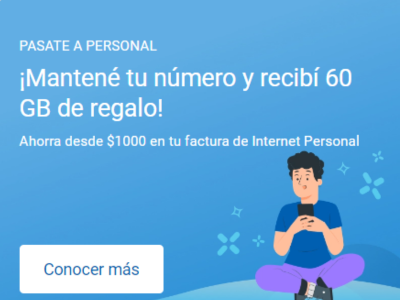 PASATE A PERSONAL
¡Mantené tu número y recibí 60
GB de regalo!
Ahorra desde $1000 en tu factura de Internet Personal
Conocer más